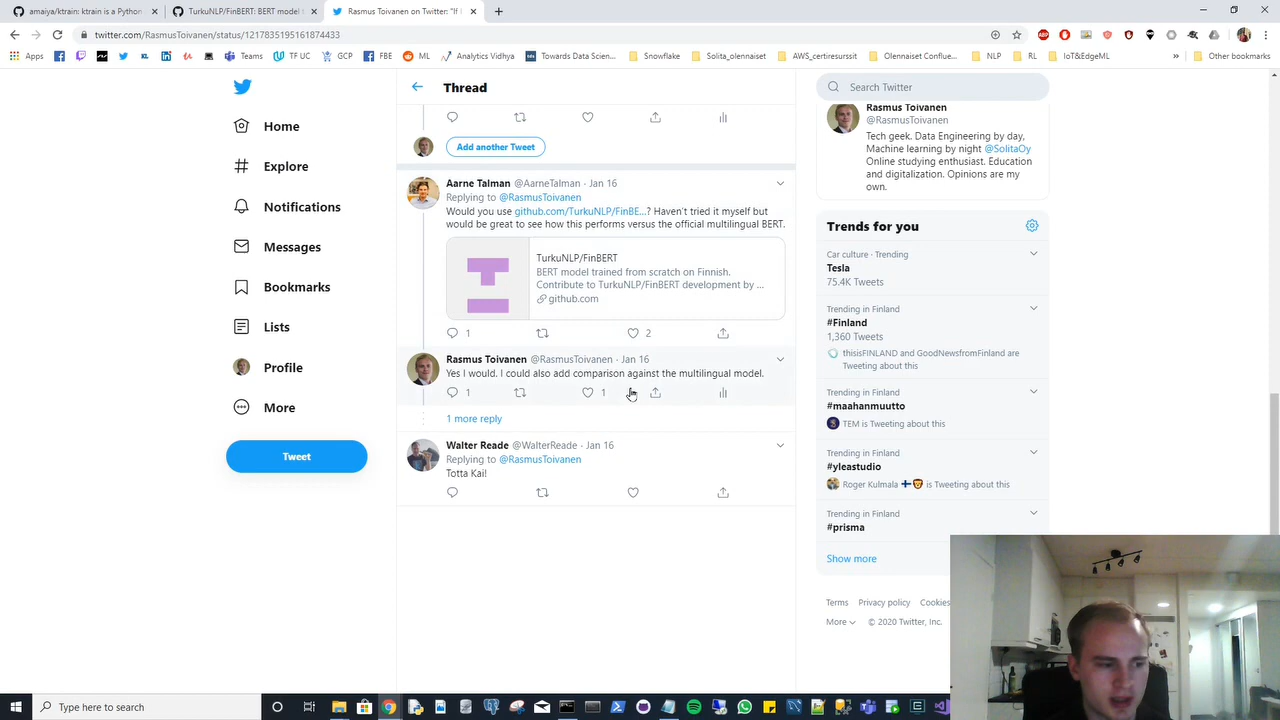 amaiya/ktrain: ktrain is a Python
TurkuNLP/FinBERT: BERT model t
Rasmus Toivanen on Twitter: "If I
twitter.com/RasmusToivanen/status/1217835195161874433
Apps
Teams
TF UC
GCP
FBE
ML
Analytics Vidhya
Towards Data Scien...
Snowflake
Solita_olennaiset
AWS_certiresurssit
Olennaiset Conflue...
NLP
RL
IoT&EdgeML
»
Other bookmarks
Home
Explore
Notifications
Messages
Bookmarks
Lists
Profile
More
Tweet
Thread
Add another Tweet
Aarne Talman @AarneTalman · Jan 16
Replying to @RasmusToivanen
Would you use github.com/TurkuNLP/FinBE...? Haven't tried it myself but
would be great to see how this performs versus the official multilingual BERT.
TurkuNLP/FinBERT
BERT model trained from scratch on Finnish.
Contribute to TurkuNLP/FinBERT development by ...
github.com
1
2
Rasmus Toivanen @RasmusToivanen · Jan 16
Yes I would. I could also add comparison against the multilingual model.
1
1
1 more reply
Walter Reade @WalterReade · Jan 16
Replying to @RasmusToivanen
Totta Kai!
Search Twitter
Rasmus Toivanen
@RasmusToivanen
Tech geek. Data Engineering by day,
Machine learning by night @SolitaOy
Online studying enthusiast. Education
and digitalization. Opinions are my
own.
Trends for you
Car culture · Trending
Tesla
75.4K Tweets
Trending in Finland
#Finland
1,360 Tweets
thisisFINLAND and GoodNewsfromFinland are
Tweeting about this
Trending in Finland
#maahanmuutto
TEM is Tweeting about this
Trending in Finland
#yleastudio
Roger Kulmala is Tweeting about this
Trending in Finland
#prisma
Show more
Terms Privacy policy Cookies
More © 2020 Twitter, Inc.
Type here to search